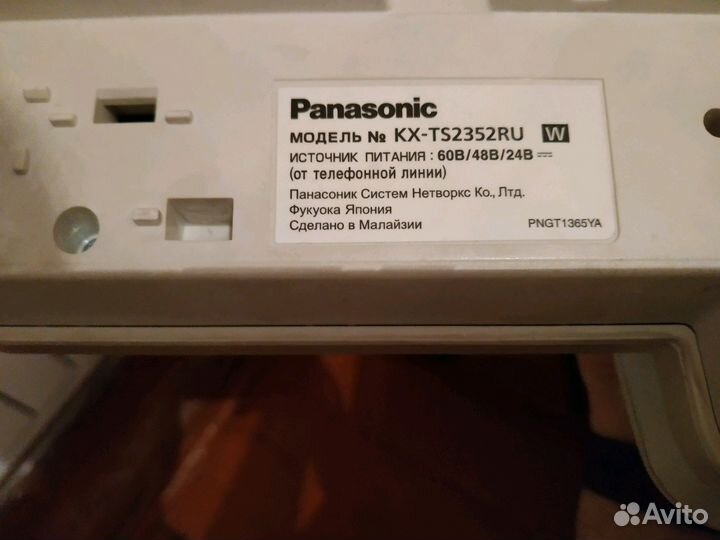 Panasonic
МОДЕЛЬ № KX-TS2352RU W
ИСТОЧНИК ПИТАНИЯ : 60В/48В/24В
(от телефонной линии)
Панасоник Систем Нетворкс Ко., Лтд.
Фукуока Япония
Сделано в Малайзии PNGT1365YA
Avito